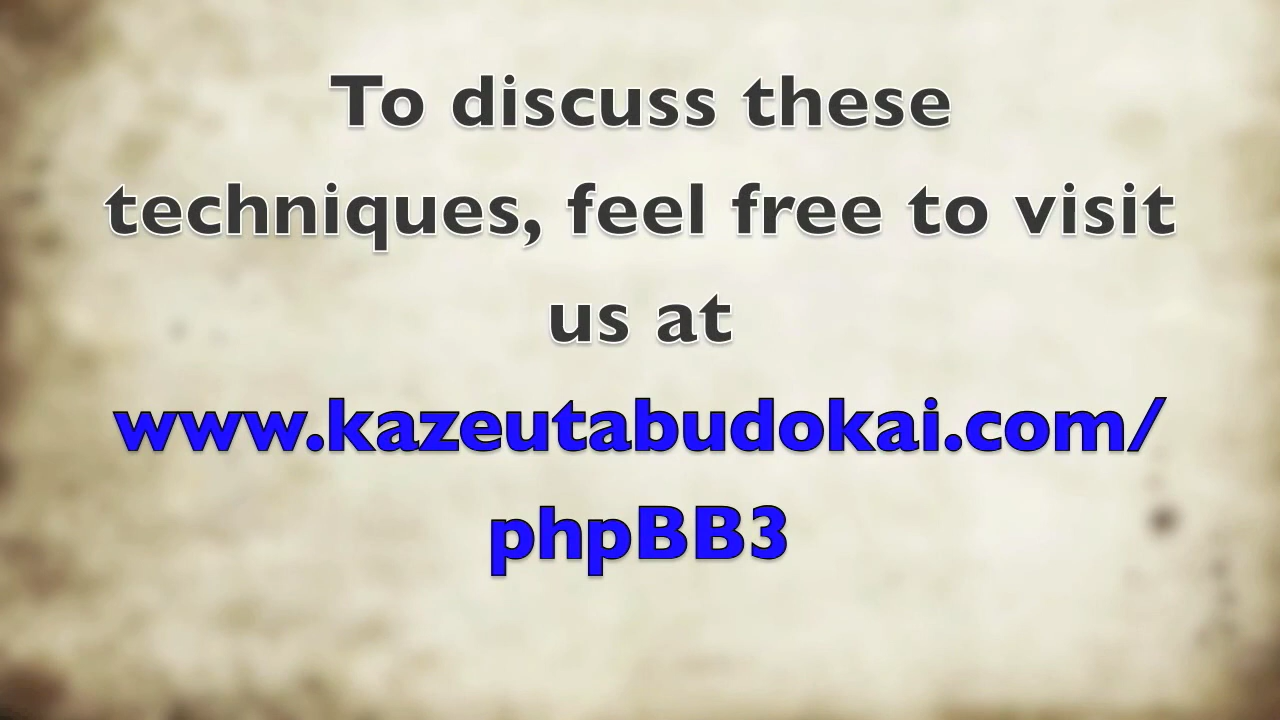 To discuss these
techniques, feel free to visit
us at
www.kazeutabudokai.com/
phpBB3